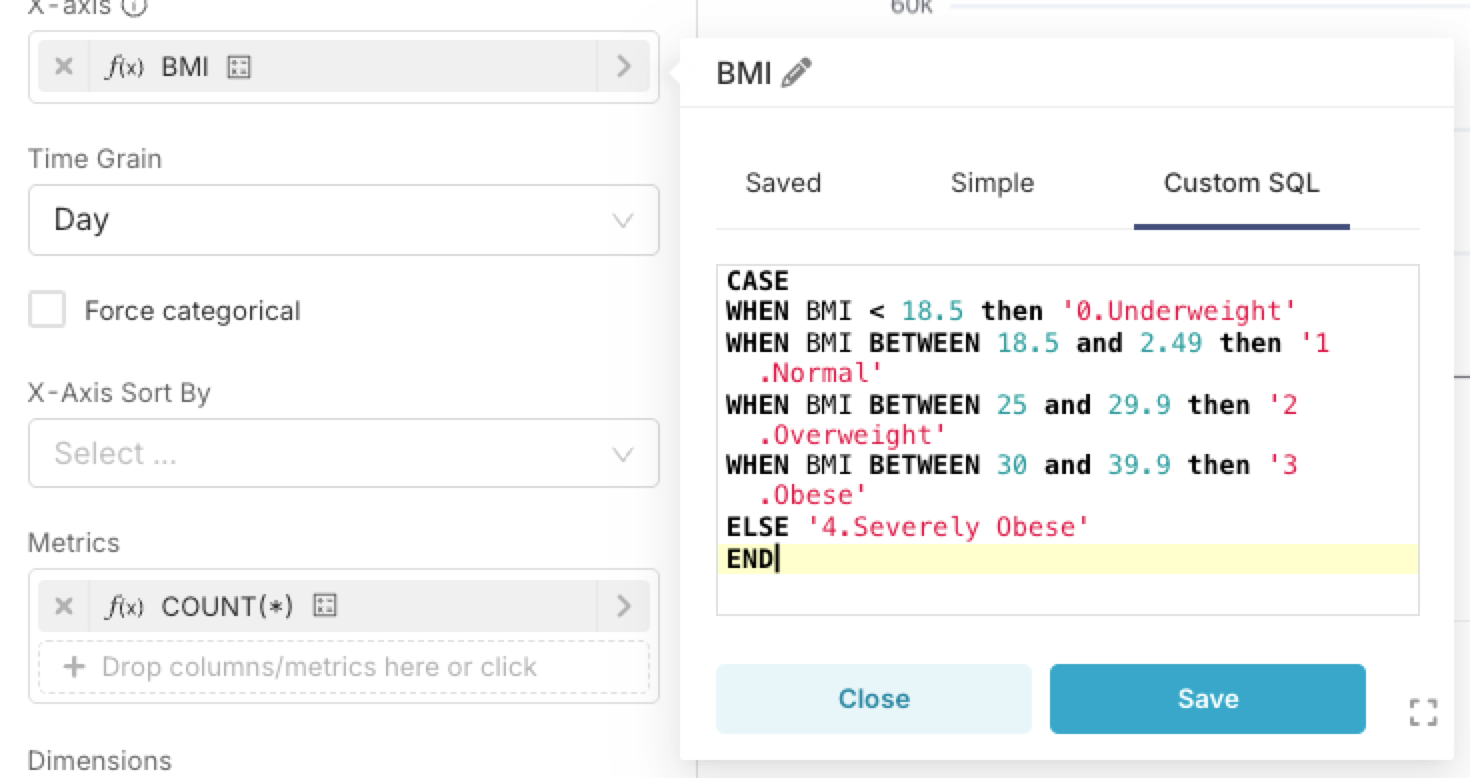 X-axis
60K
f(x) BMI
BMI
Time Grain
Day
Saved
Simple
Custom SQL
Force categorical
CASE
WHEN BMI < 18.5 then '0.Underweight'
WHEN BMI BETWEEN 18.5 and 2.49 then '1
.Normal'
WHEN BMI BETWEEN 25 and 29.9 then '2
.Overweight'
WHEN BMI BETWEEN 30 and 39.9 then '3
.Obese'
ELSE '4.Severely Obese'
END
X-Axis Sort By
Select ...
Metrics
f(x) COUNT(*)
+ Drop columns/metrics here or click
Close
Save
Dimensions